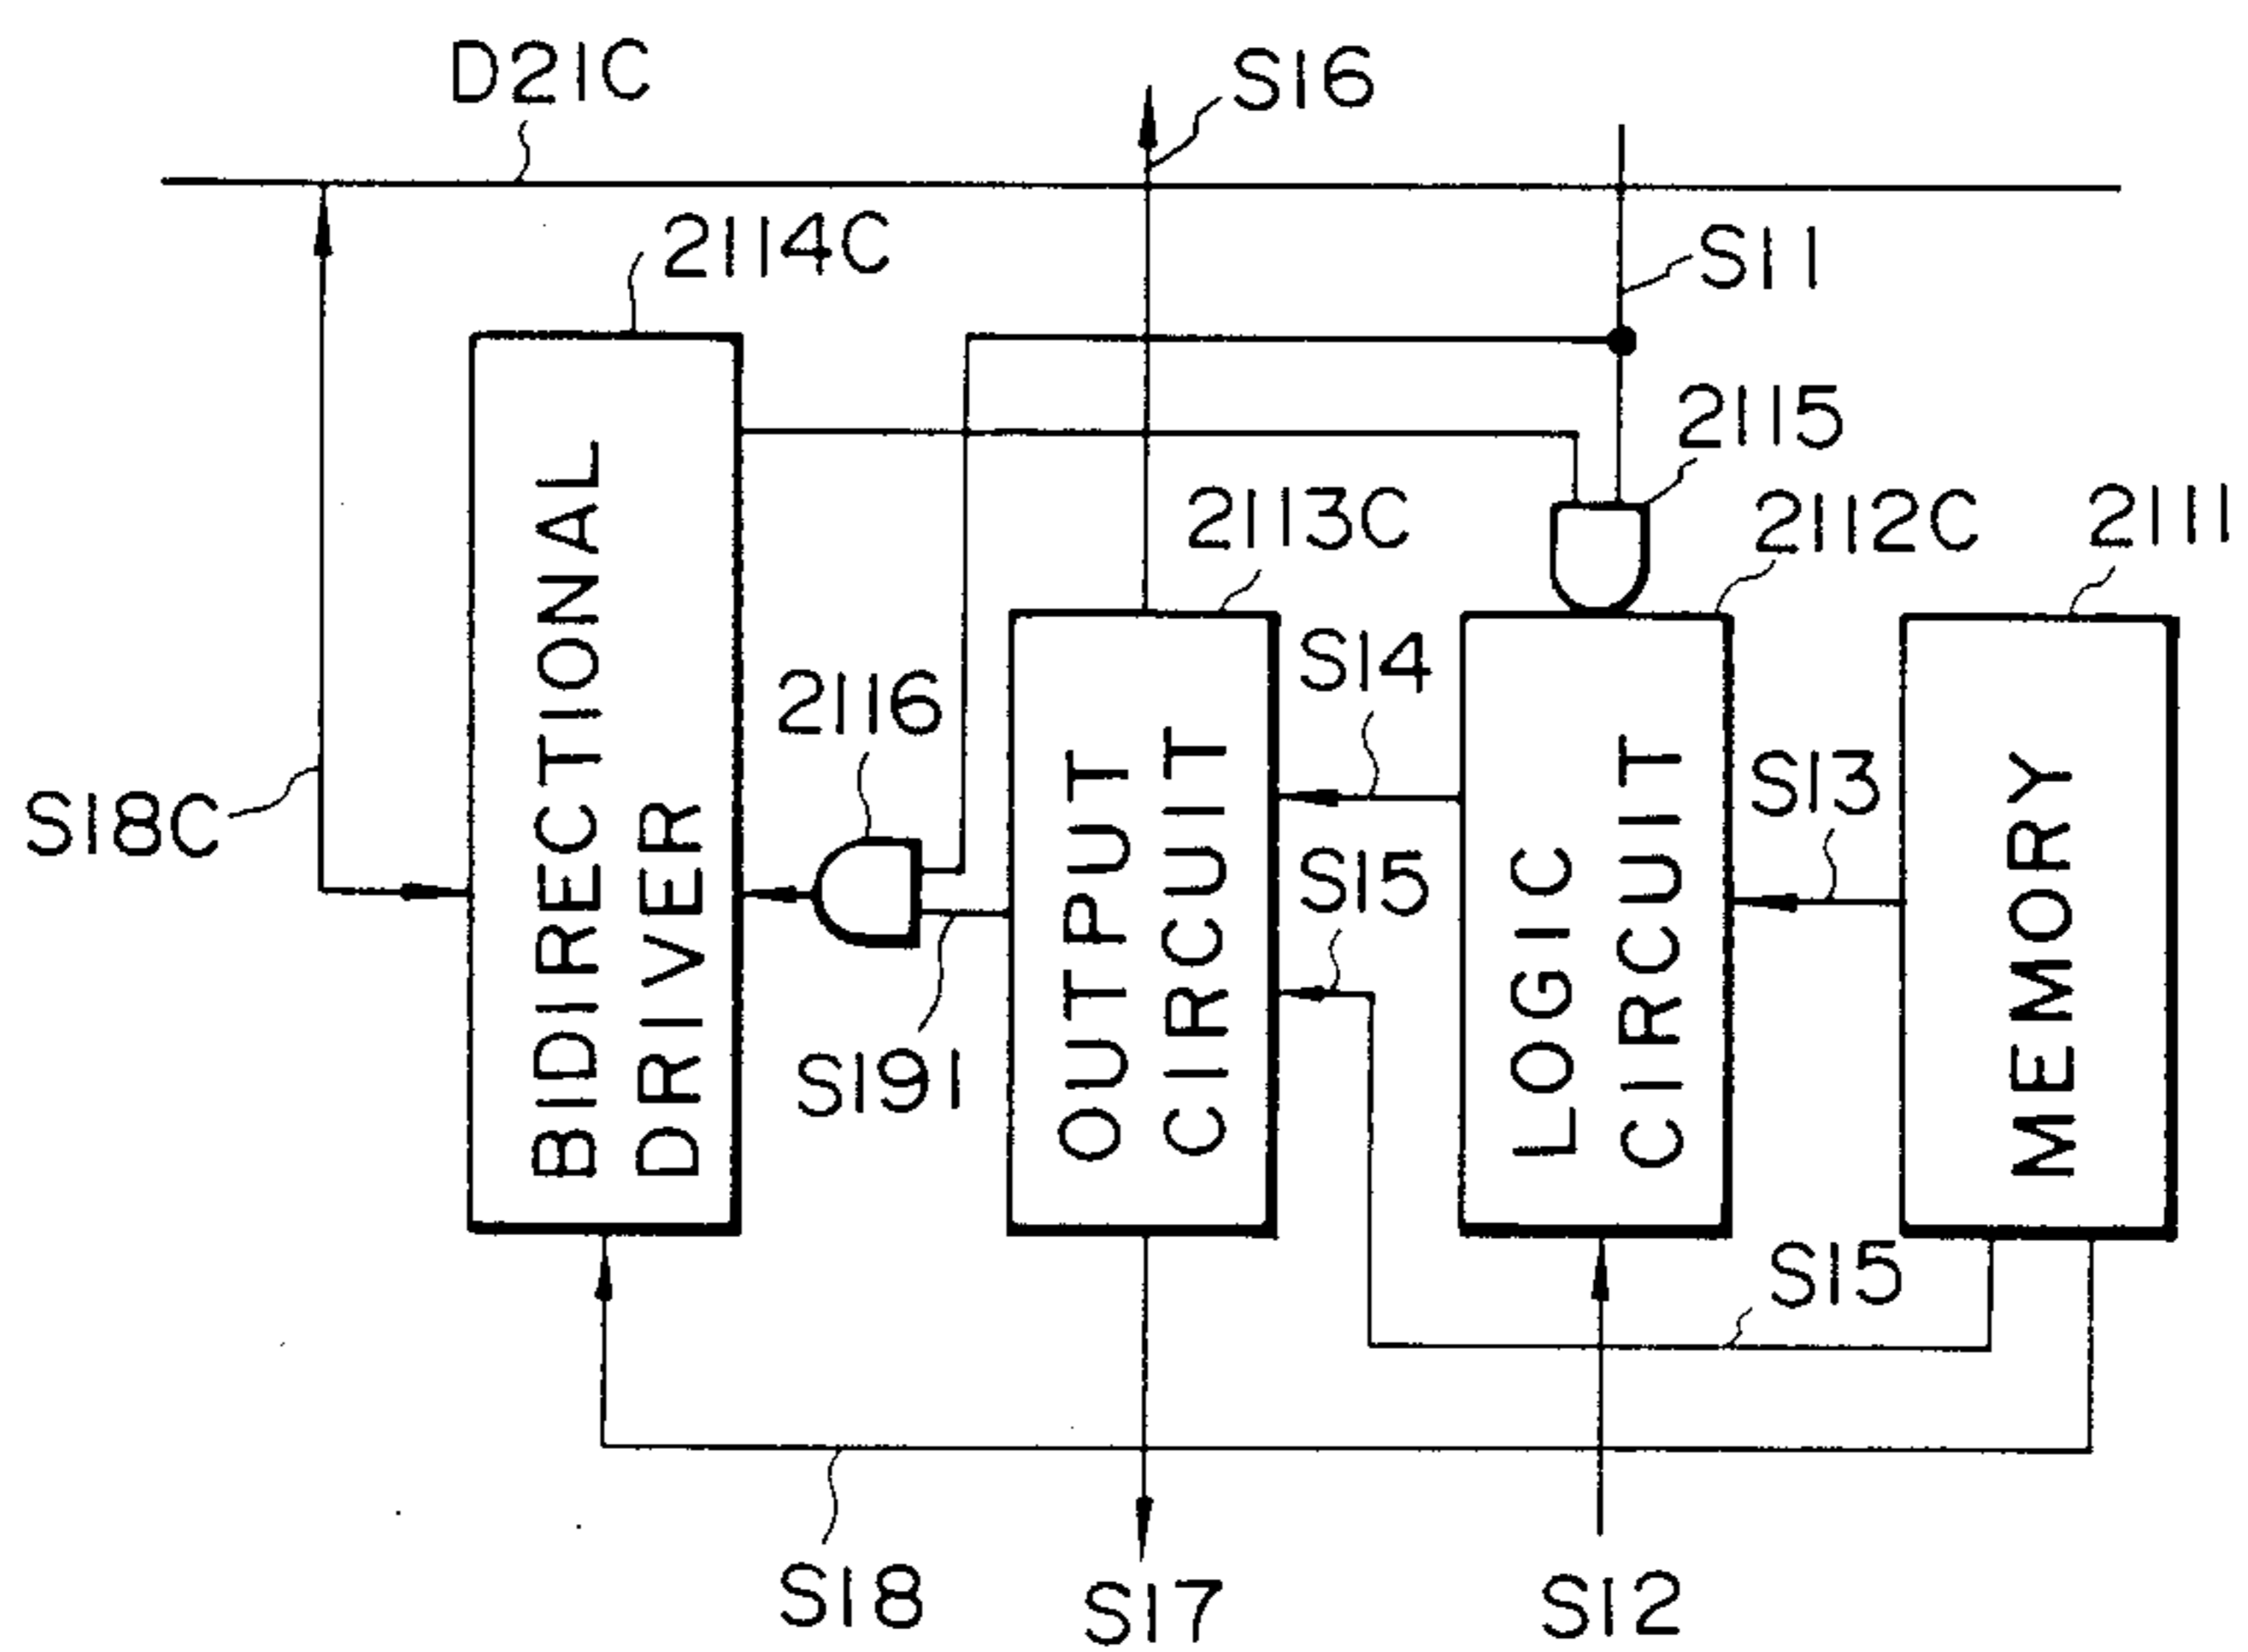 D21C
S16
2114C
S11
2115
2113C
2112C
2111
S14
2116
S13
S18C
S15
BIDIRECTIONAL
DRIVER
OUTPUT
CIRCUIT
LOGIC
CIRCUIT
MEMORY
S191
S15
S18
S17
S12